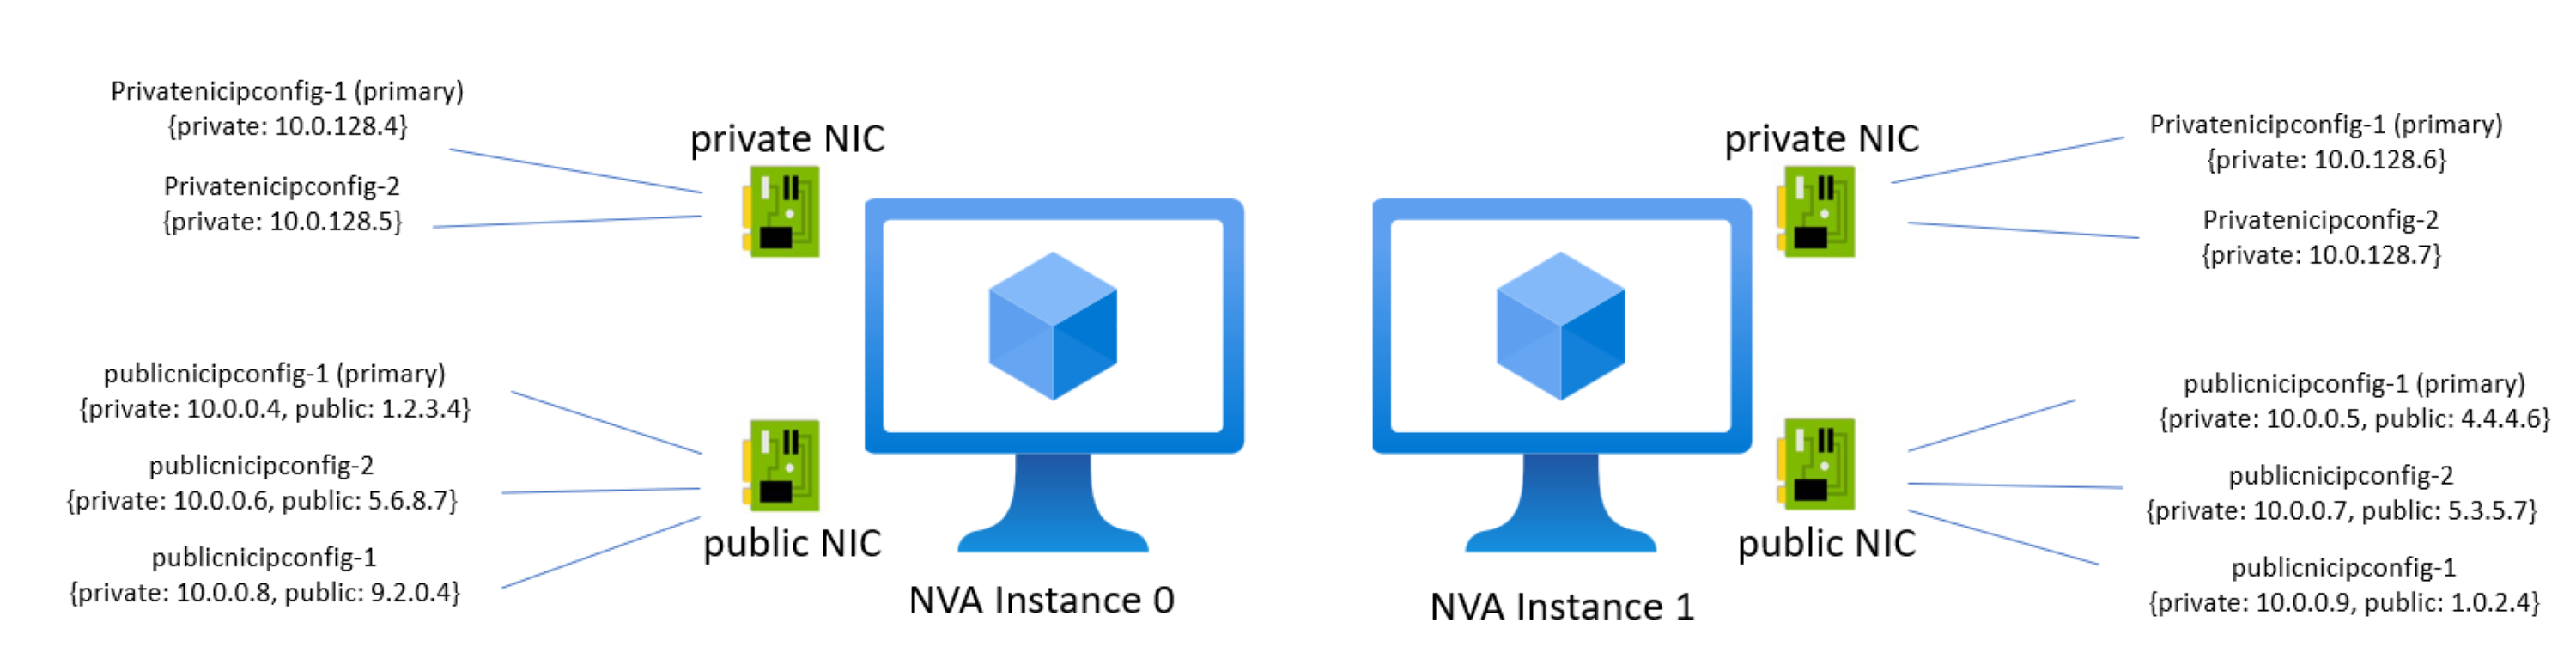 Privatenicipconfig-1 (primary)
{private: 10.0.128.4}
Privatenicipconfig-2
{private: 10.0.128.5}
private NIC
publicnicipconfig-1 (primary)
{private: 10.0.0.4, public: 1.2.3.4}
publicnicipconfig-2
{private: 10.0.0.6, public: 5.6.8.7}
publicnicipconfig-1
{private: 10.0.0.8, public: 9.2.0.4}
public NIC
NVA Instance 0
private NIC
Privatenicipconfig-1 (primary)
{private: 10.0.128.6}
Privatenicipconfig-2
{private: 10.0.128.7}
publicnicipconfig-1 (primary)
{private: 10.0.0.5, public: 4.4.4.6}
publicnicipconfig-2
{private: 10.0.0.7, public: 5.3.5.7}
publicnicipconfig-1
{private: 10.0.0.9, public: 1.0.2.4}
public NIC
NVA Instance 1